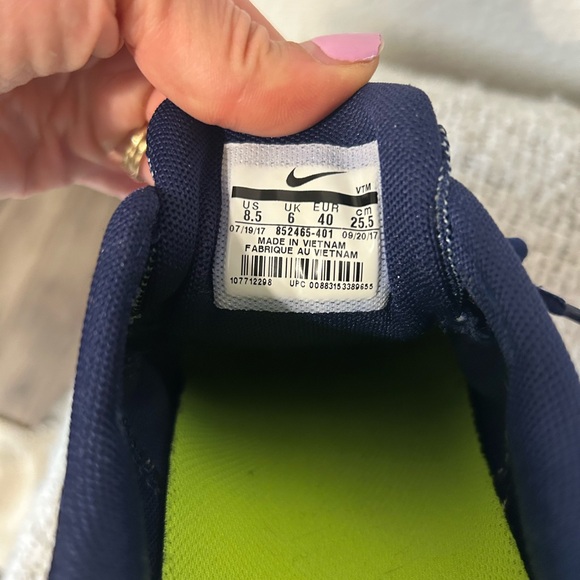 VTM
US UK EUR cm
8.5 6 40 25.5
07/19/17 852465-401 09/20/17
MADE IN VIETNAM
FABRIQUE AU VIETNAM
107712298 UPC 00883153389655